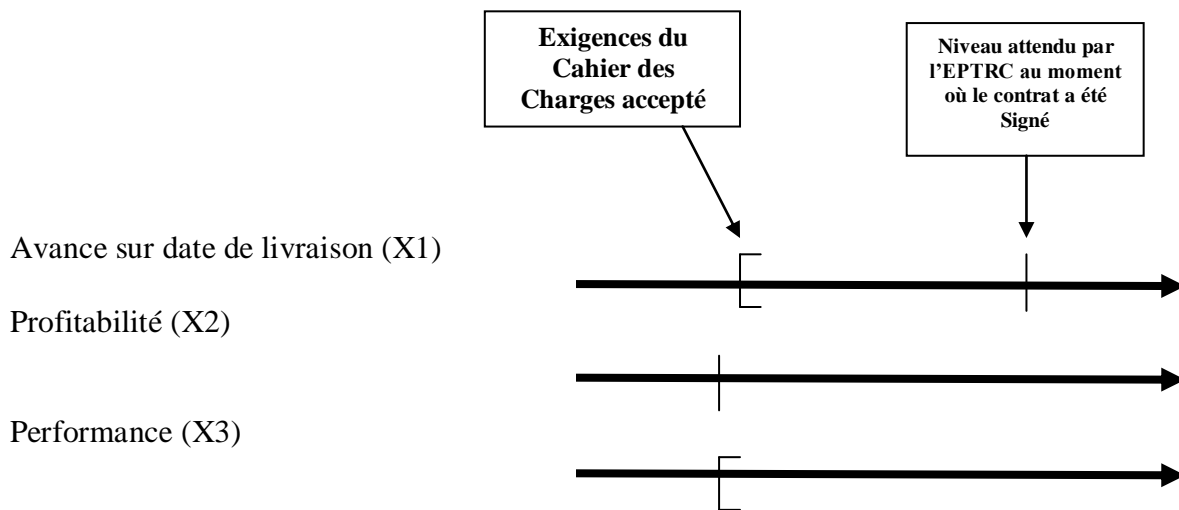 Exigences du
Cahier des
Charges accepté
Niveau attendu par
l’EPTRC au moment
où le contrat a été
Signé
Avance sur date de livraison (X1)
Profitabilité (X2)
Performance (X3)